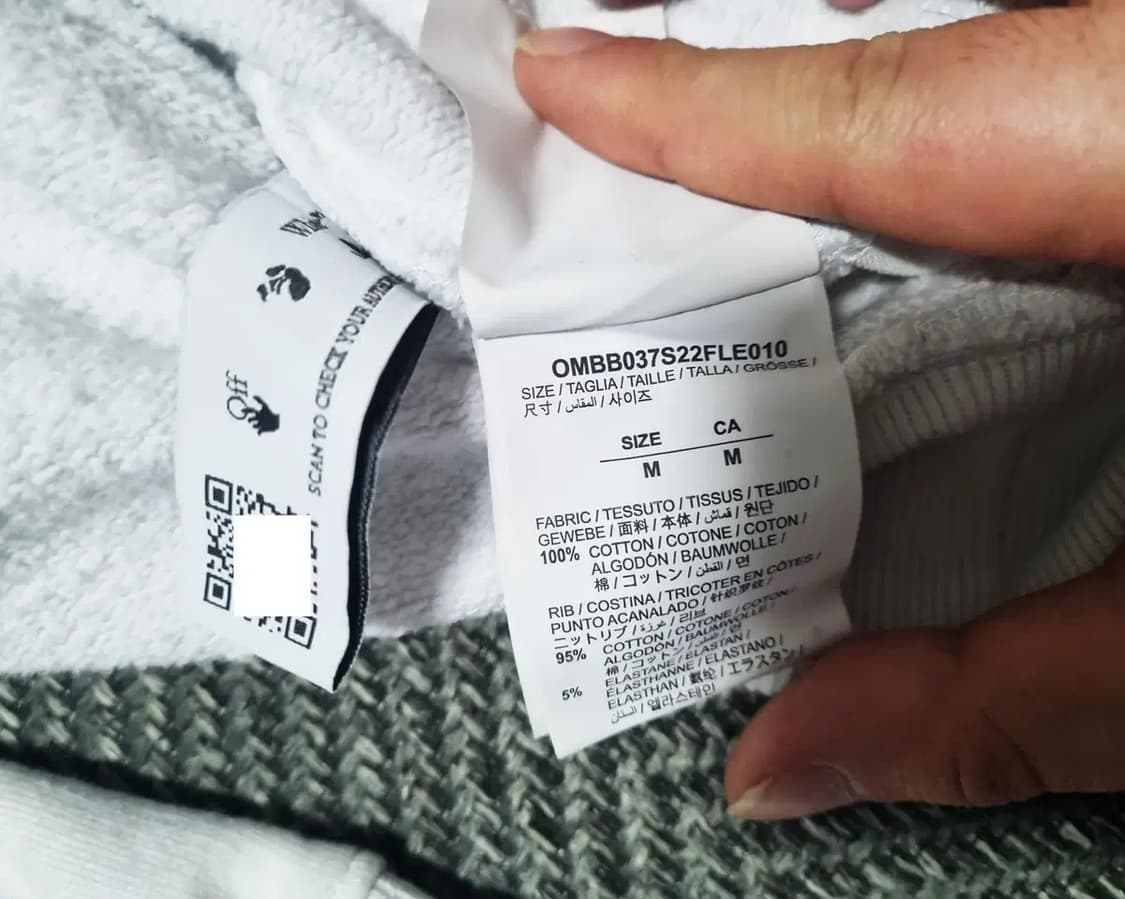 Off
SCAN TO CHECK YOUR
OMBB037S22FLE010
SIZE / TAGLIA / TAILLE / TALLA / GRÖSSE /
尺寸 / المقاس / 사이즈
SIZE CA
M M
FABRIC / TESSUTO / TISSUS / TEJIDO /
GEWEBE / 面料 / 本体 / قماش / 원단
100% COTTON / COTONE / COTON /
ALGODÓN / BAUMWOLLE /
棉 / コットン / القطن / 면
RIB / COSTINA / TRICOTER EN CÔTES /
PUNTO ACANALADO / 针织罗纹 /
ニットリブ / غرزة / 리브
95% COTTON / COTONE / COTON /
ALGODÓN / BAUMWOLLE /
棉 / コットン / القطن / 면
5% ELASTANE / ELASTAN /
ÉLASTHANNE / ELASTANO /
ELASTHAN / 氨纶 / エラスタン /
/ 엘라스테인